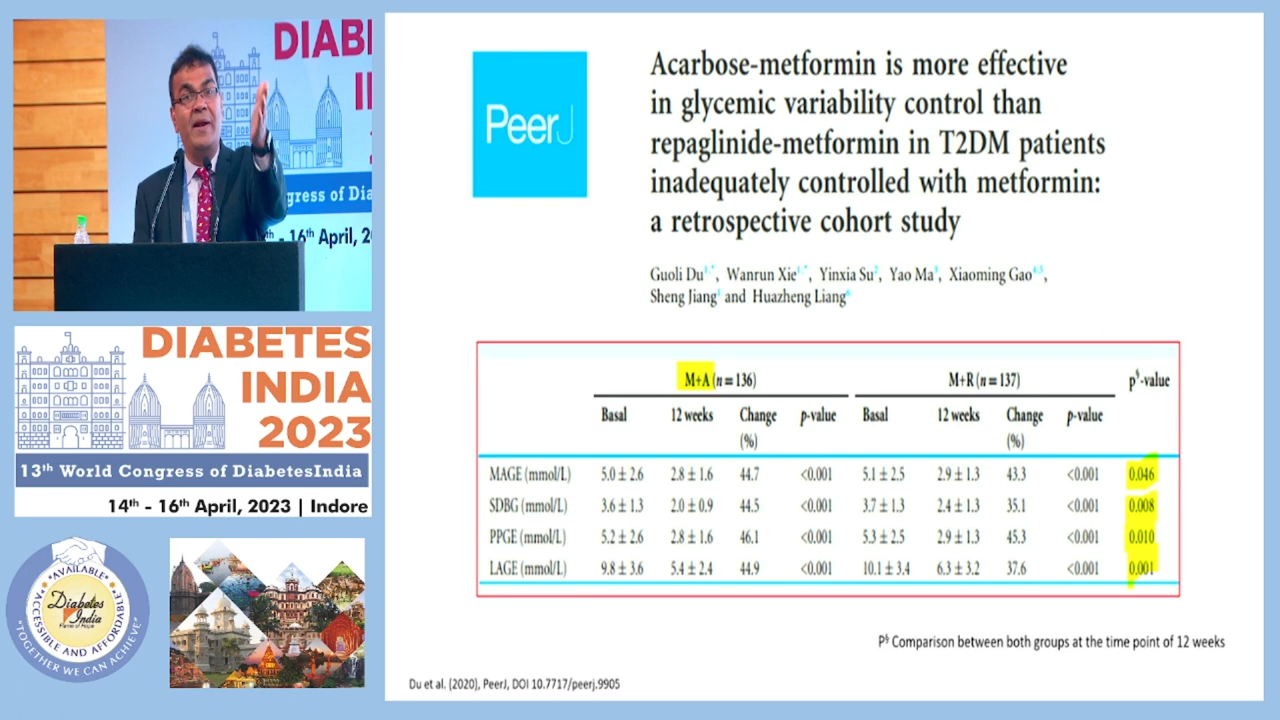 DIAB
IN
gress of Dia
th - 16th April, 2
DIABETES
INDIA
2023
13th World Congress of DiabetesIndia
14th - 16th April, 2023 | Indore
"AVAILABLE"
"ACCESSIBLE AND AFFORDABLE"
Diabetes
India
"TOGETHER WE CAN ACHIEVE"
PeerJ
Acarbose-metformin is more effective
in glycemic variability control than
repaglinide-metformin in T2DM patients
inadequately controlled with metformin:
a retrospective cohort study
Guoli Du1,*, Wanrun Xie1,*, Yinxia Su2, Yao Ma3, Xiaoming Gao4,5,
Sheng Jiang1 and Huazheng Liang6
M+A (n = 136) M+R (n = 137) p§-value
Basal 12 weeks Change (%) p-value Basal 12 weeks Change (%) p-value
MAGE (mmol/L) 5.0 ± 2.6 2.8 ± 1.6 44.7 <0.001 5.1 ± 2.5 2.9 ± 1.3 43.3 <0.001 0.046
SDBG (mmol/L) 3.6 ± 1.3 2.0 ± 0.9 44.5 <0.001 3.7 ± 1.3 2.4 ± 1.3 35.1 <0.001 0.008
PPGE (mmol/L) 5.2 ± 2.6 2.8 ± 1.6 46.1 <0.001 5.3 ± 2.5 2.9 ± 1.3 45.3 <0.001 0.010
LAGE (mmol/L) 9.8 ± 3.6 5.4 ± 2.4 44.9 <0.001 10.1 ± 3.4 6.3 ± 3.2 37.6 <0.001 0.001
P§ Comparison between both groups at the time point of 12 weeks
Du et al. (2020), PeerJ, DOI 10.7717/peerj.9905